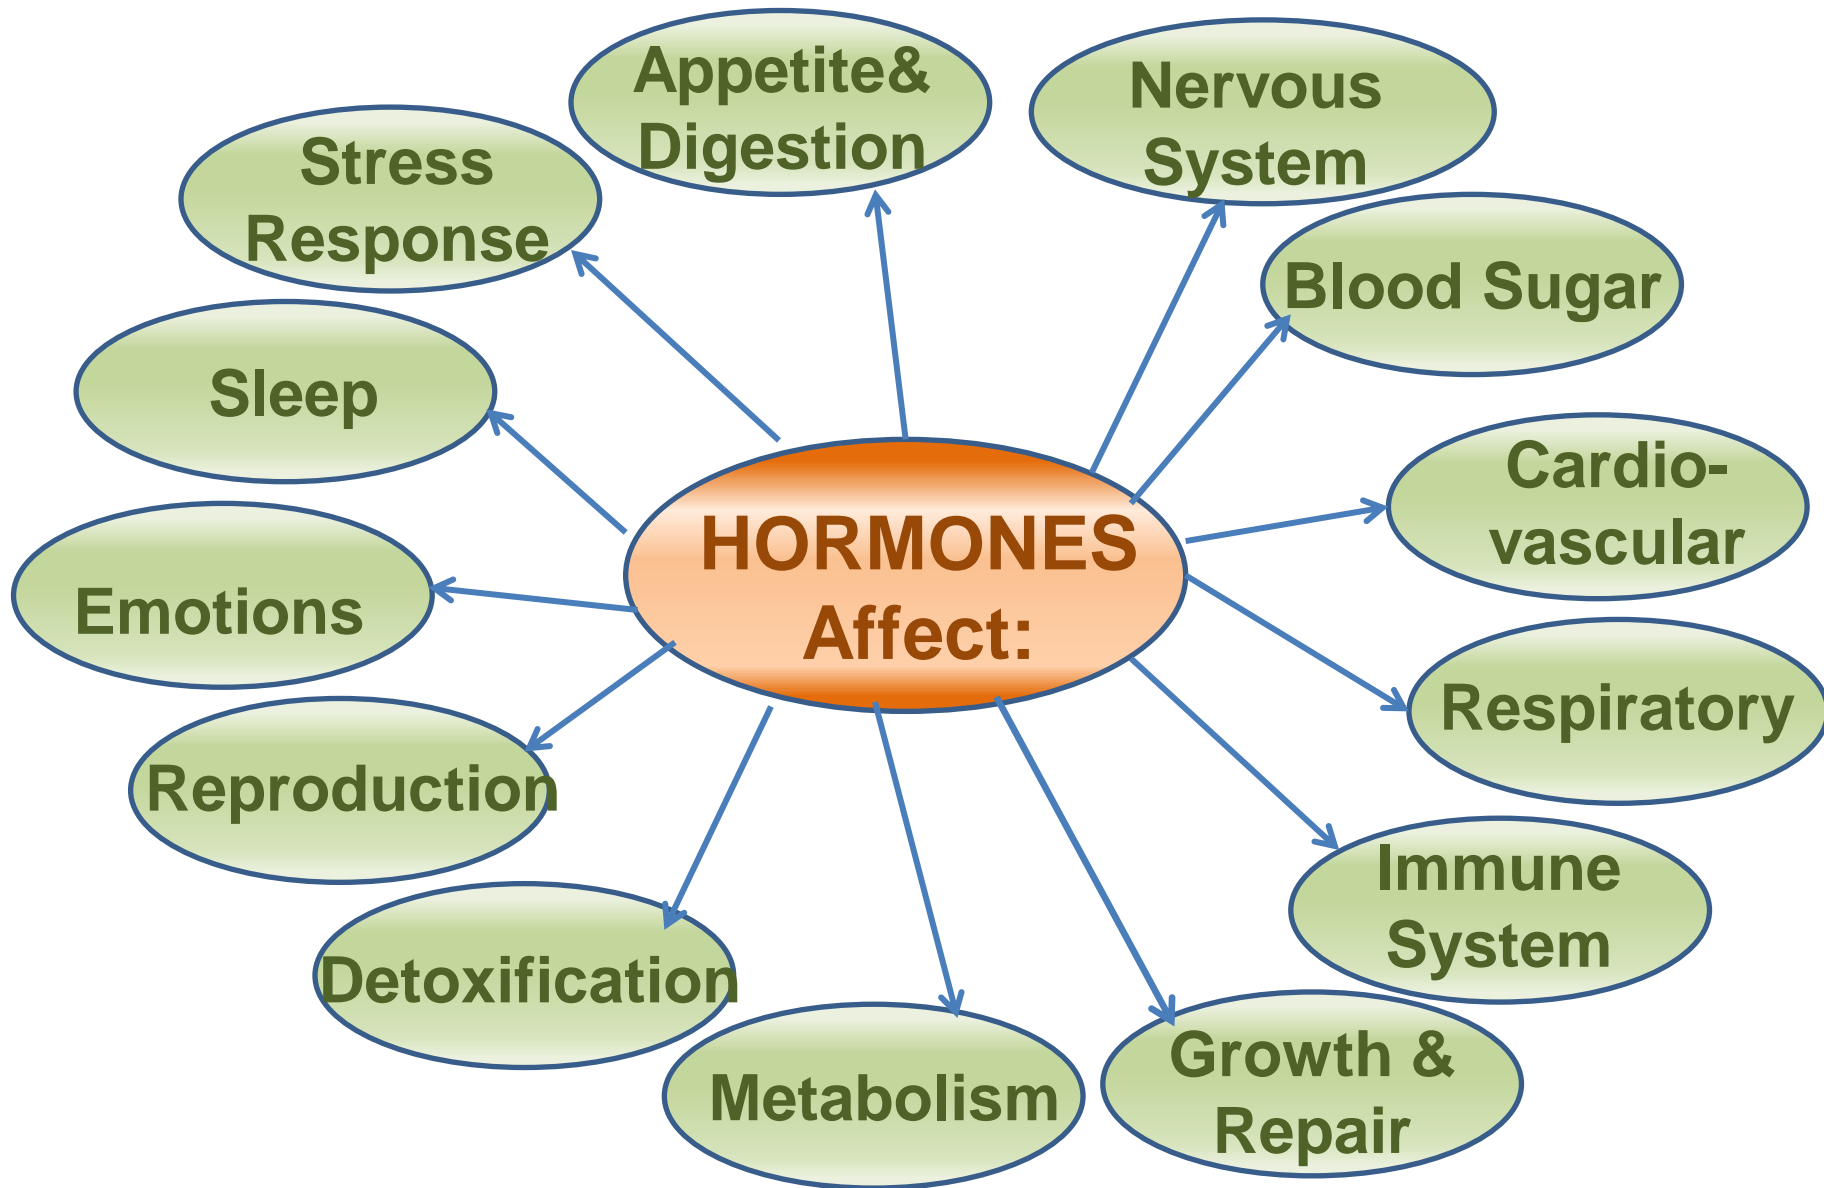 Appetite&
Digestion
Nervous
System
Stress
Response
Blood Sugar
Sleep
Cardio-
vascular
HORMONES
Affect:
Emotions
Respiratory
Reproduction
Immune
System
Detoxification
Metabolism
Growth &
Repair